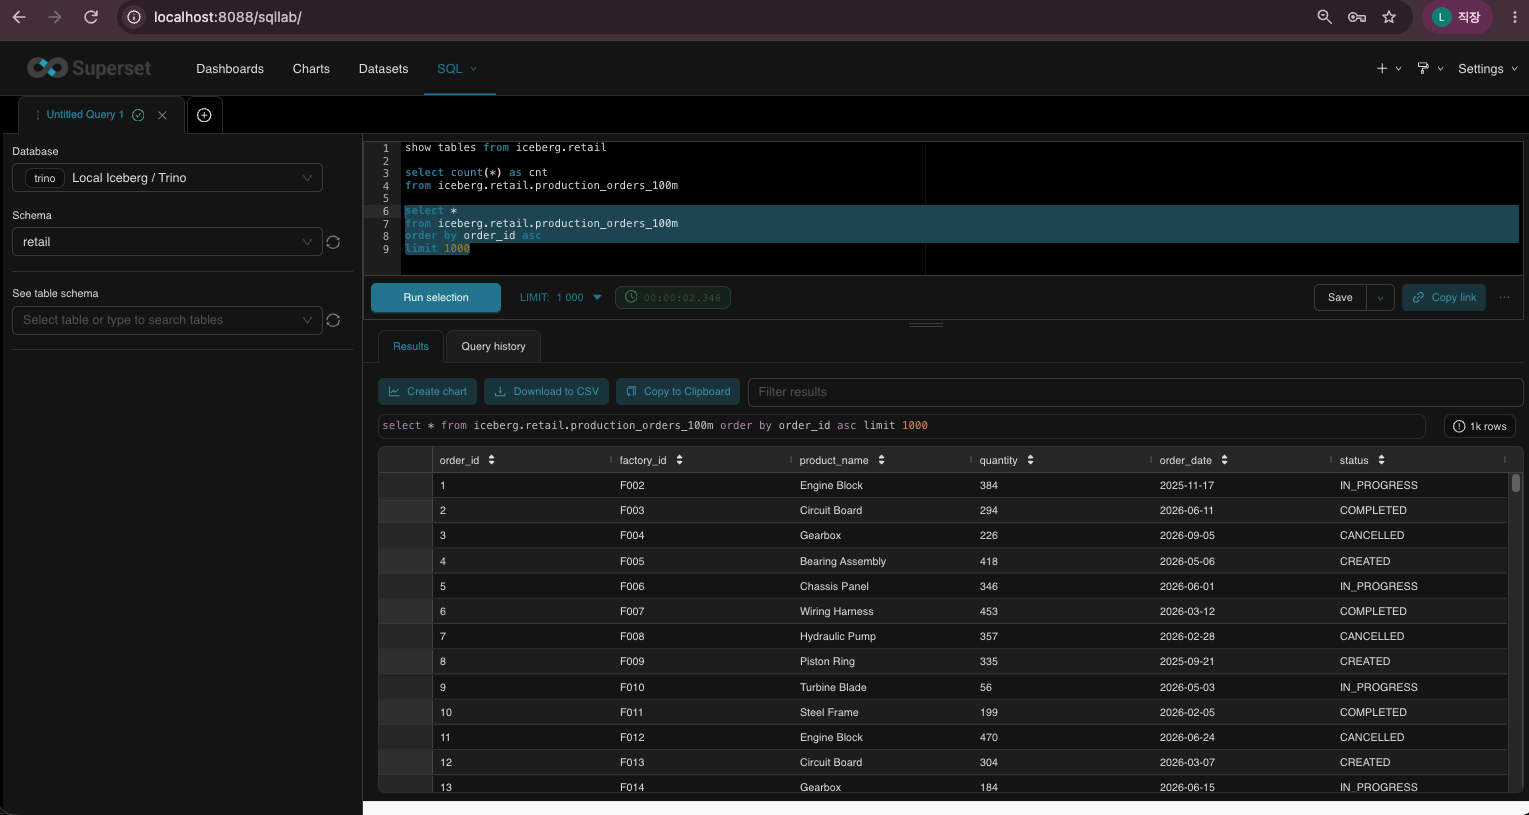 localhost:8088/sqllab/
L 직장
Superset
Dashboards Charts Datasets SQL
Settings
Untitled Query 1
Database
trino Local Iceberg / Trino
Schema
retail
See table schema
Select table or type to search tables
1 show tables from iceberg.retail
2
3 select count(*) as cnt
4 from iceberg.retail.production_orders_100m
5
6 select *
7 from iceberg.retail.production_orders_100m
8 order by order_id asc
9 limit 1000
Run selection LIMIT: 1 000 00:00:02.346 Save Copy link ...
Results Query history
Create chart Download to CSV Copy to Clipboard Filter results
select * from iceberg.retail.production_orders_100m order by order_id asc limit 1000 1k rows
order_id factory_id product_name quantity order_date status
1 F002 Engine Block 384 2025-11-17 IN_PROGRESS
2 F003 Circuit Board 294 2026-06-11 COMPLETED
3 F004 Gearbox 226 2026-09-05 CANCELLED
4 F005 Bearing Assembly 418 2026-05-06 CREATED
5 F006 Chassis Panel 346 2026-06-01 IN_PROGRESS
6 F007 Wiring Harness 453 2026-03-12 COMPLETED
7 F008 Hydraulic Pump 357 2026-02-28 CANCELLED
8 F009 Piston Ring 335 2025-09-21 CREATED
9 F010 Turbine Blade 56 2026-05-03 IN_PROGRESS
10 F011 Steel Frame 199 2026-02-05 COMPLETED
11 F012 Engine Block 470 2026-06-24 CANCELLED
12 F013 Circuit Board 304 2026-03-07 CREATED
13 F014 Gearbox 184 2026-06-15 IN_PROGRESS